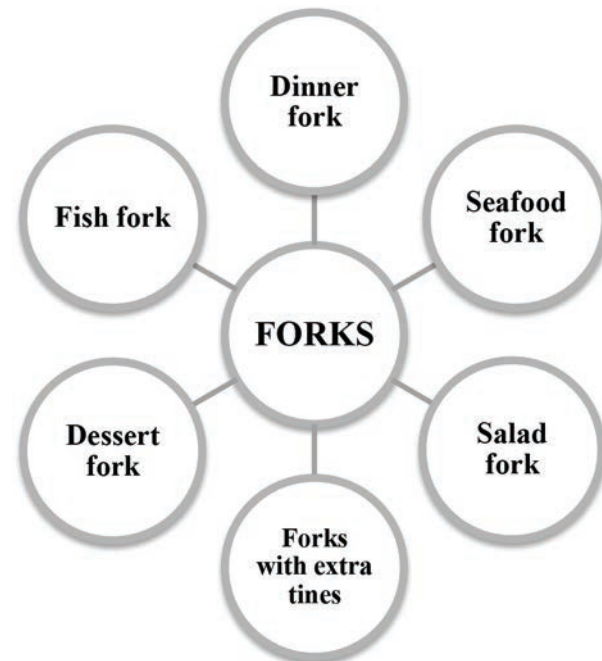 Dinner
fork
Fish fork
Seafood
fork
FORKS
Dessert
fork
Salad
fork
Forks
with extra
tines